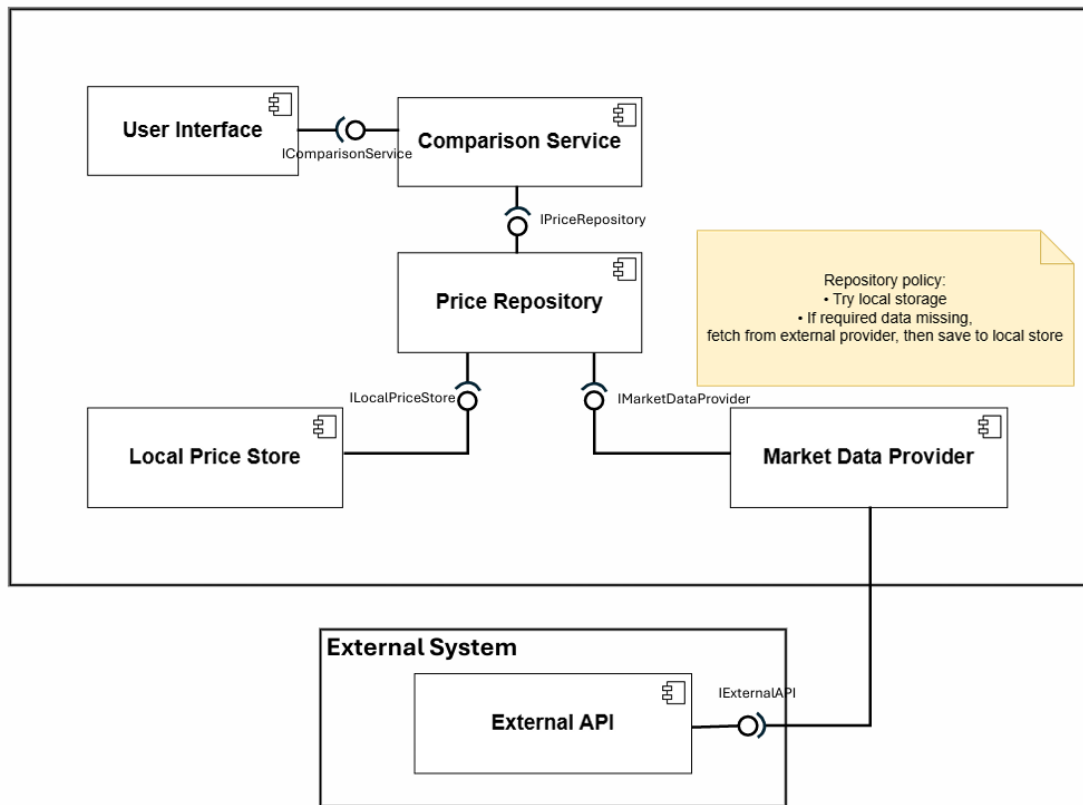 User Interface
IComparisonService
Comparison Service
IPriceRepository
Price Repository
Repository policy:
• Try local storage
• If required data missing,
fetch from external provider, then save to local store
ILocalPriceStore
IMarketDataProvider
Local Price Store
Market Data Provider
External System
IExternalAPI
External API